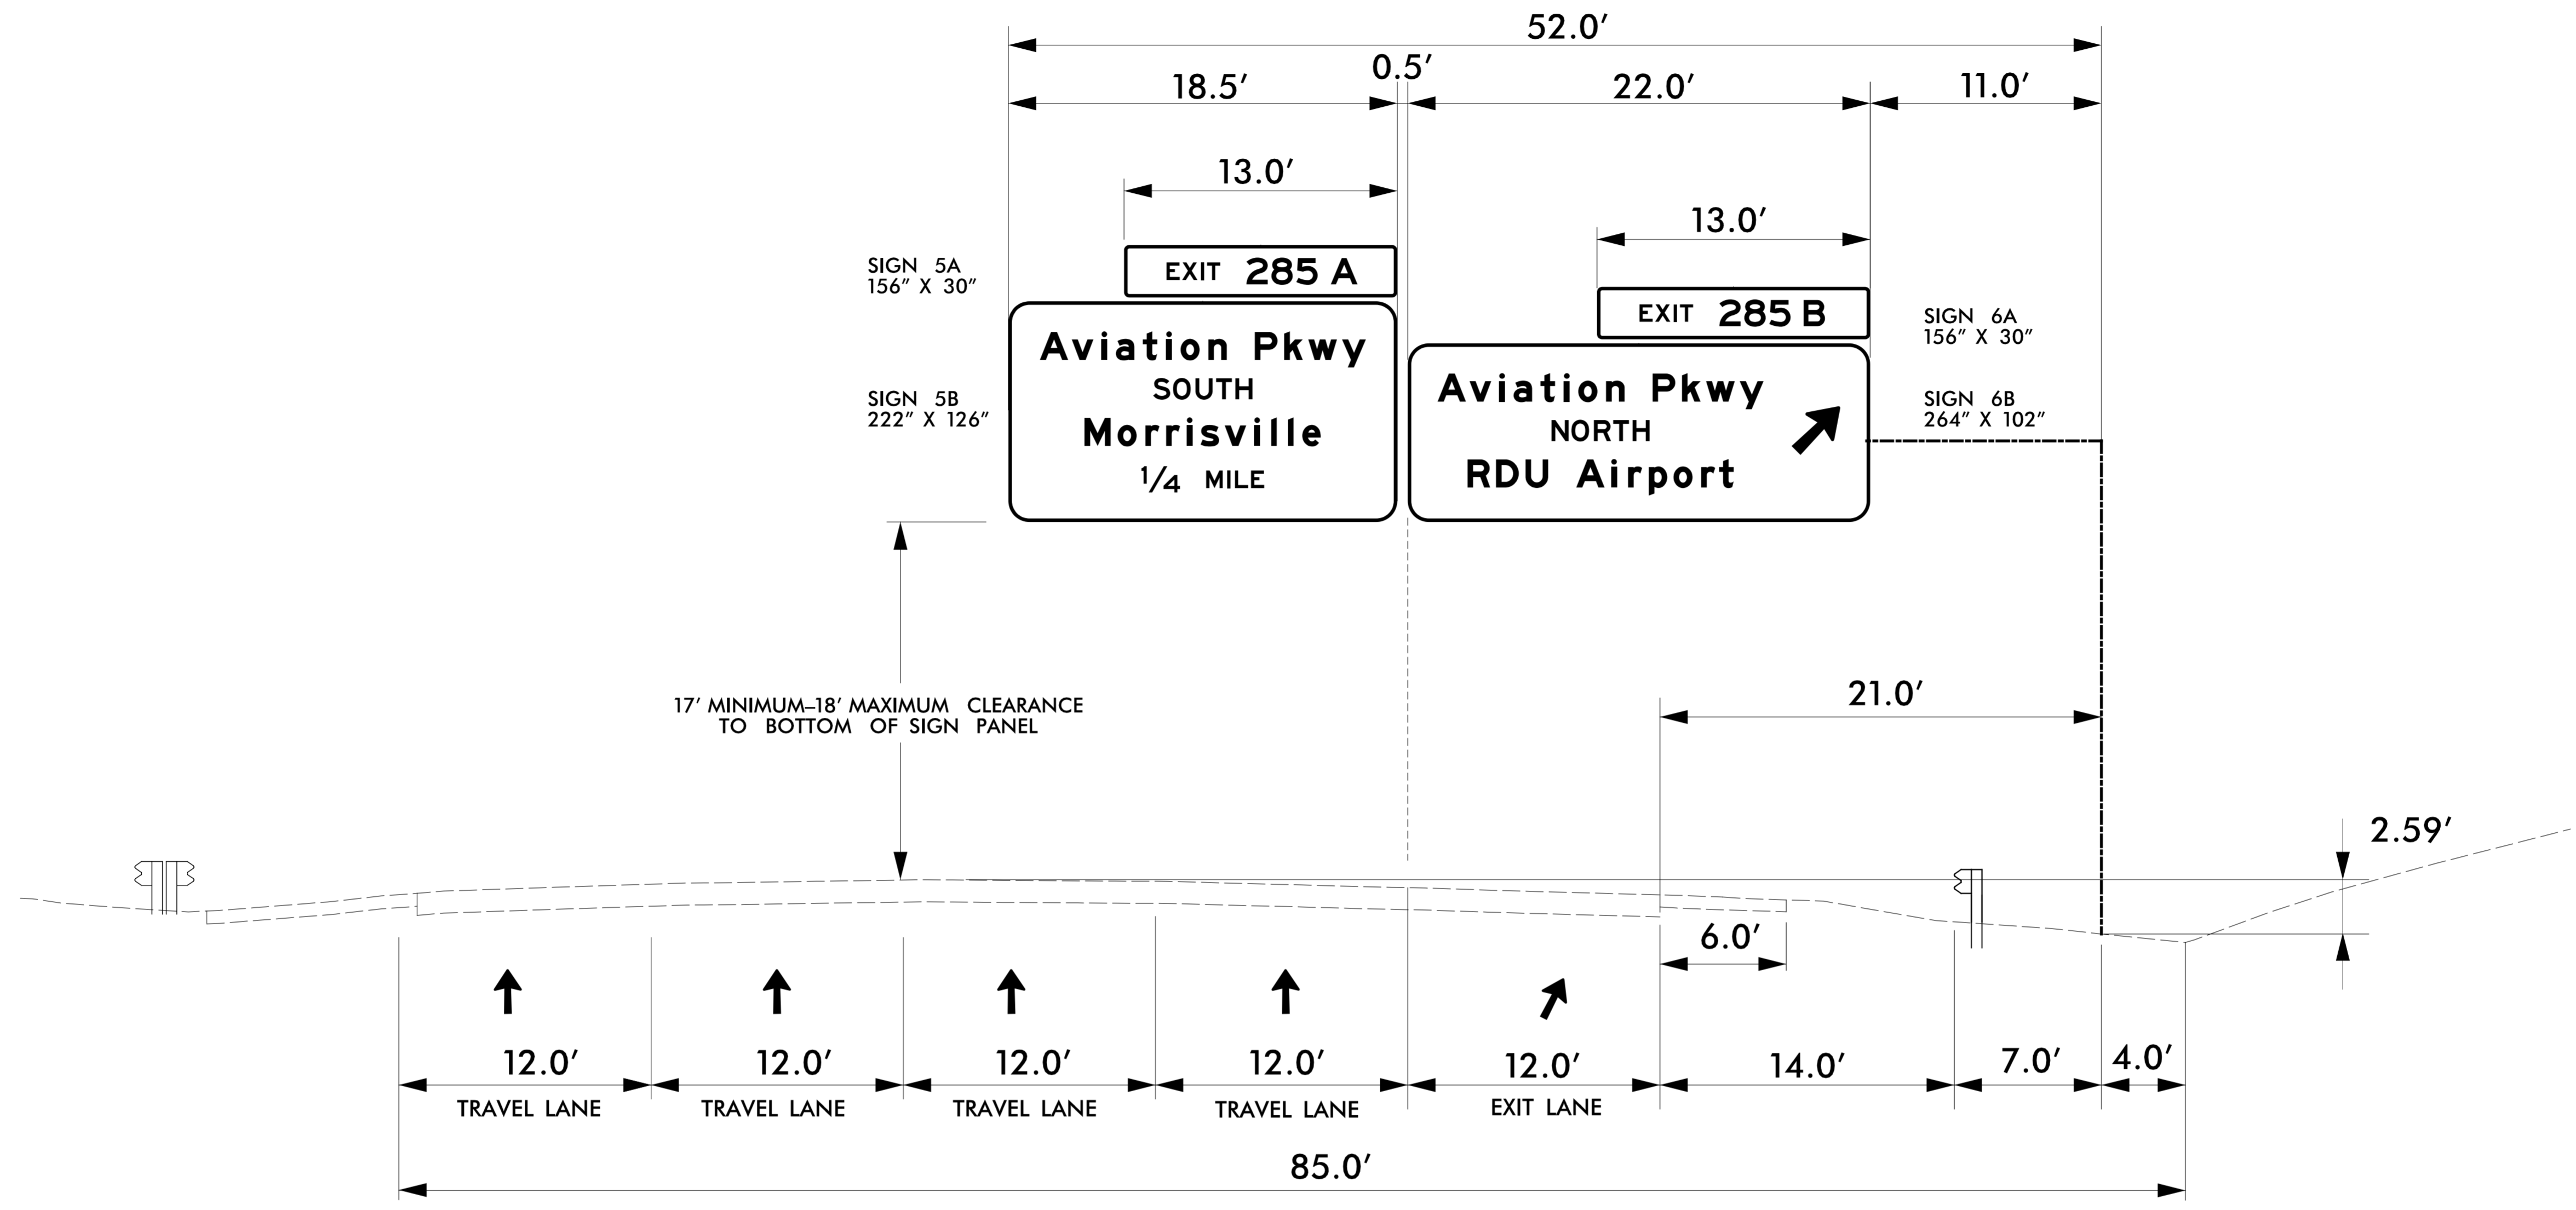 52.0′
0.5′
18.5′
22.0′
11.0′
13.0′
13.0′
SIGN 5A
156″ X 30″
EXIT 285 A
EXIT 285 B
SIGN 6A
156″ X 30″
Aviation Pkwy
SOUTH
Morrisville
1/4 MILE
SIGN 5B
222″ X 126″
Aviation Pkwy
NORTH
RDU Airport
SIGN 6B
264″ X 102″
17′ MINIMUM–18′ MAXIMUM CLEARANCE
TO BOTTOM OF SIGN PANEL
21.0′
2.59′
6.0′
12.0′
12.0′
12.0′
12.0′
12.0′
14.0′
7.0′
4.0′
TRAVEL LANE
TRAVEL LANE
TRAVEL LANE
TRAVEL LANE
EXIT LANE
85.0′